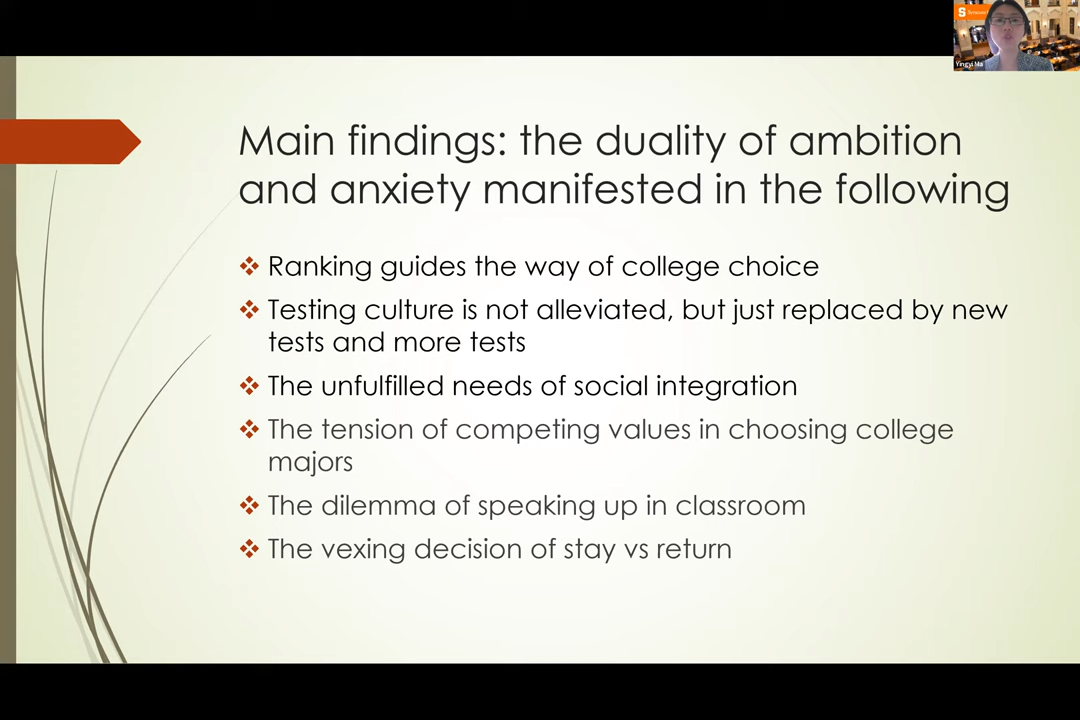 S Syracuse
Yingyi Ma
Main findings: the duality of ambition
and anxiety manifested in the following
Ranking guides the way of college choice
Testing culture is not alleviated, but just replaced by new
tests and more tests
The unfulfilled needs of social integration
The tension of competing values in choosing college
majors
The dilemma of speaking up in classroom
The vexing decision of stay vs return